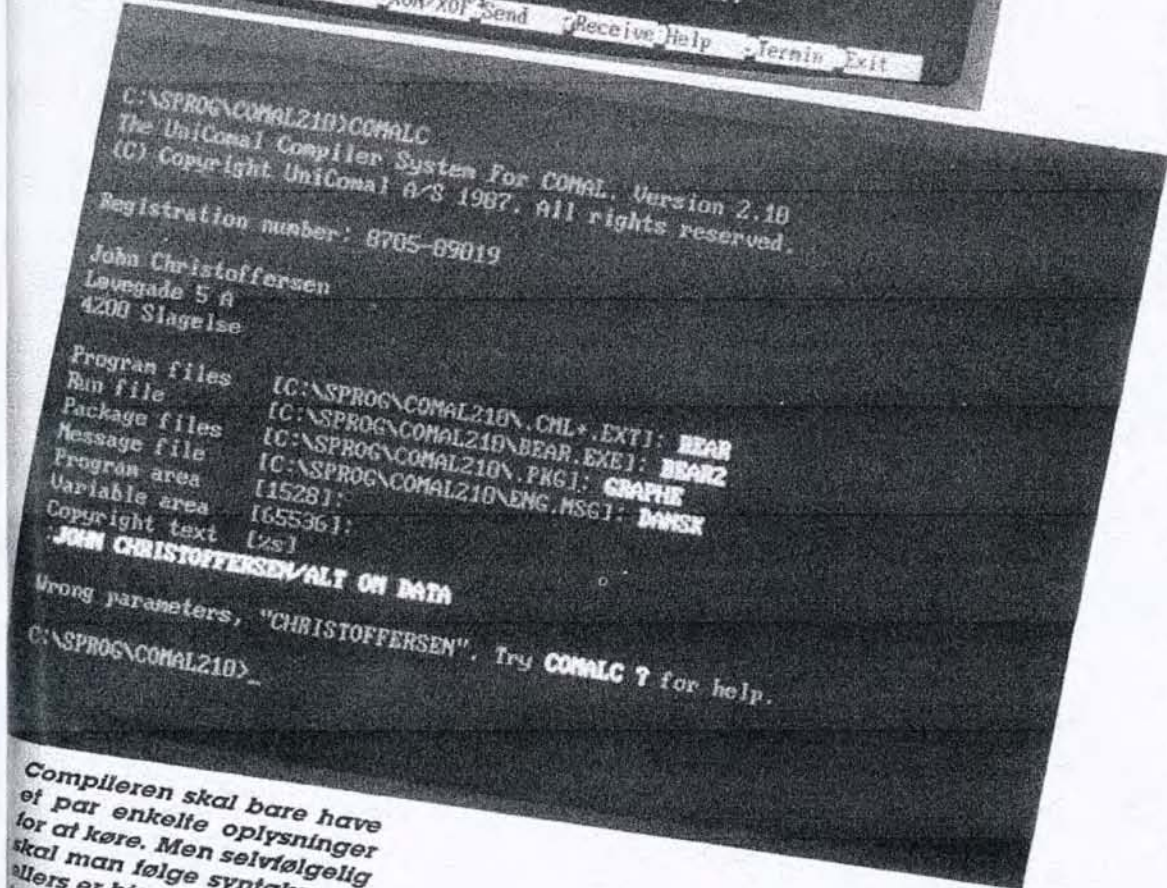 XON/XOF Send Receive Help Termin Exit
C:\SPROG\COMAL210>COMALC
The UniComal Compiler System For COMAL. Version 2.10
(C) Copyright UniComal A/S 1987. All rights reserved.
Registration number: 8705-09019
John Christoffersen
Løvegade 5 A
4200 Slagelse
Program files [C:\SPROG\COMAL210\.CML+.EXT]: BEAR
Run file [C:\SPROG\COMAL210\BEAR.EXE]: BEAR2
Package files [C:\SPROG\COMAL210\.PKG]: GRAPHE
Message file [C:\SPROG\COMAL210\ENG.MSG]: DANSK
Program area [1528]:
Variable area [65536]:
Copyright text [%s]
:JOHN CHRISTOFFERSEN/ALT OM DATA
Wrong parameters, "CHRISTOFFERSEN". Try COMALC ? for help.
C:\SPROG\COMAL210>_
Compileren skal bare have
et par enkelte oplysninger
for at køre. Men selvfølgelig
skal man følge
ellers er